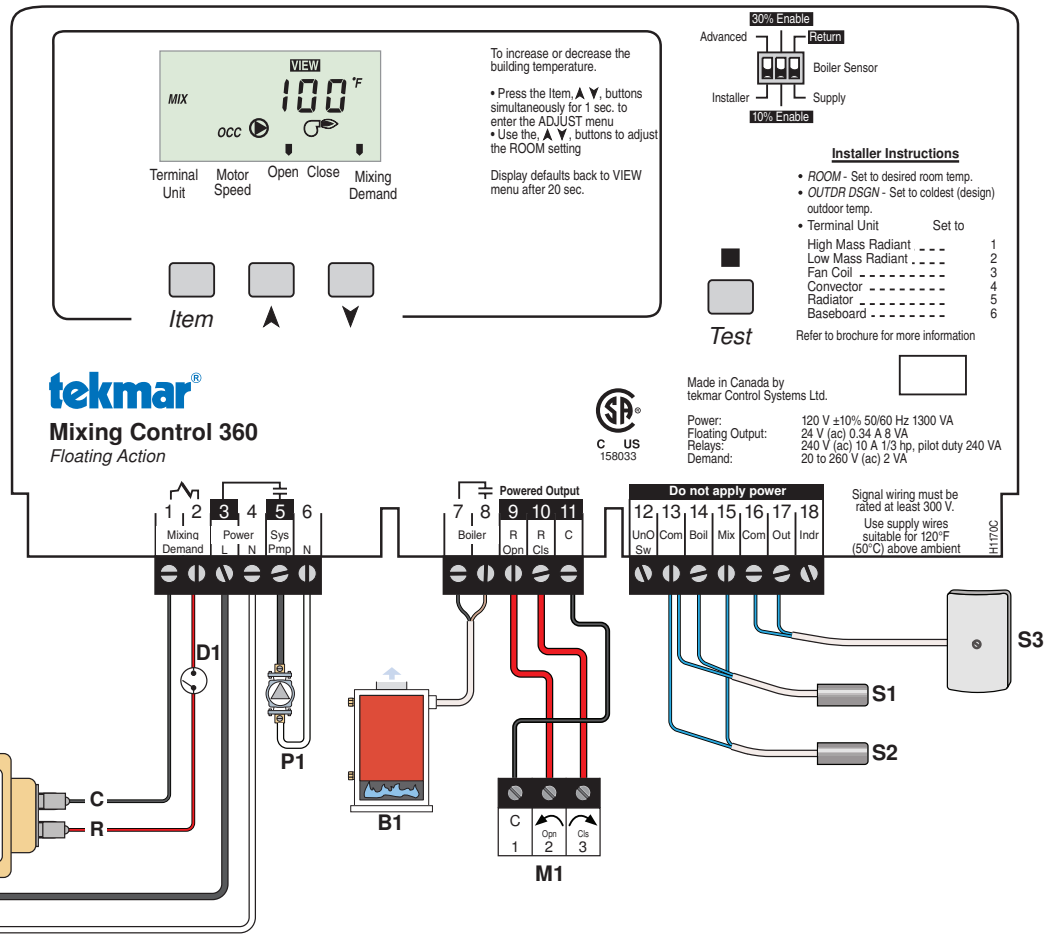 VIEW
MIX
100°F
OCC
Terminal Unit
Motor Speed
Open
Close
Mixing Demand
To increase or decrease the
building temperature.
• Press the Item, buttons
simultaneously for 1 sec. to
enter the ADJUST menu
• Use the, buttons to adjust
the ROOM setting
Display defaults back to VIEW
menu after 20 sec.
Item
30% Enable
Advanced
Return
Boiler Sensor
Installer
Supply
10% Enable
Installer Instructions
• ROOM - Set to desired room temp.
• OUTDR DSGN - Set to coldest (design)
outdoor temp.
• Terminal Unit Set to
High Mass Radiant 1
Low Mass Radiant 2
Fan Coil 3
Convector 4
Radiator 5
Baseboard 6
Refer to brochure for more information
Test
tekmar®
Mixing Control 360
Floating Action
SA®
C US
158033
Made in Canada by
tekmar Control Systems Ltd.
Power: 120 V ±10% 50/60 Hz 1300 VA
Floating Output: 24 V (ac) 0.34 A 8 VA
Relays: 240 V (ac) 10 A 1/3 hp, pilot duty 240 VA
Demand: 20 to 260 V (ac) 2 VA
1 2 3 4 5 6
Mixing Demand
Power
L N
Sys Pmp
N
7 8
Boiler
Powered Output
9 10 11
R Opn
R Cls
C
Do not apply power
12 13 14 15 16 17 18
UnO Sw
Com
Boil
Mix
Com
Out
Indr
Signal wiring must be
rated at least 300 V.
Use supply wires
suitable for 120°F
(50°C) above ambient
H1170C
D1
P1
C
R
B1
C
1
Opn
2
Cls
3
M1
S1
S2
S3